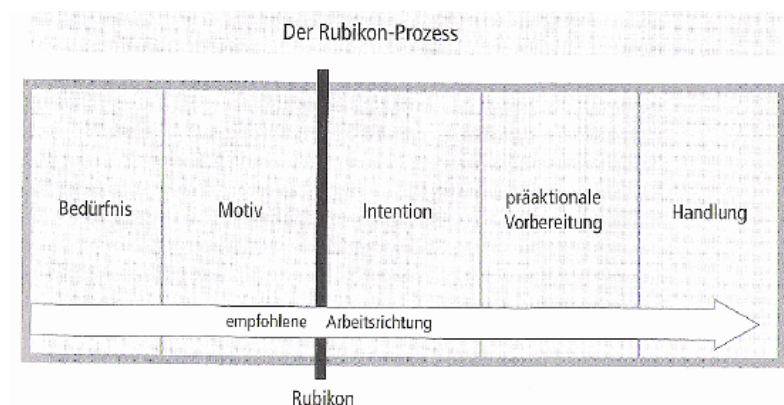 Der Rubikon-Prozess
Bedürfnis
Motiv
Intention
präaktionale
Vorbereitung
Handlung
empfohlene Arbeitsrichtung
Rubikon